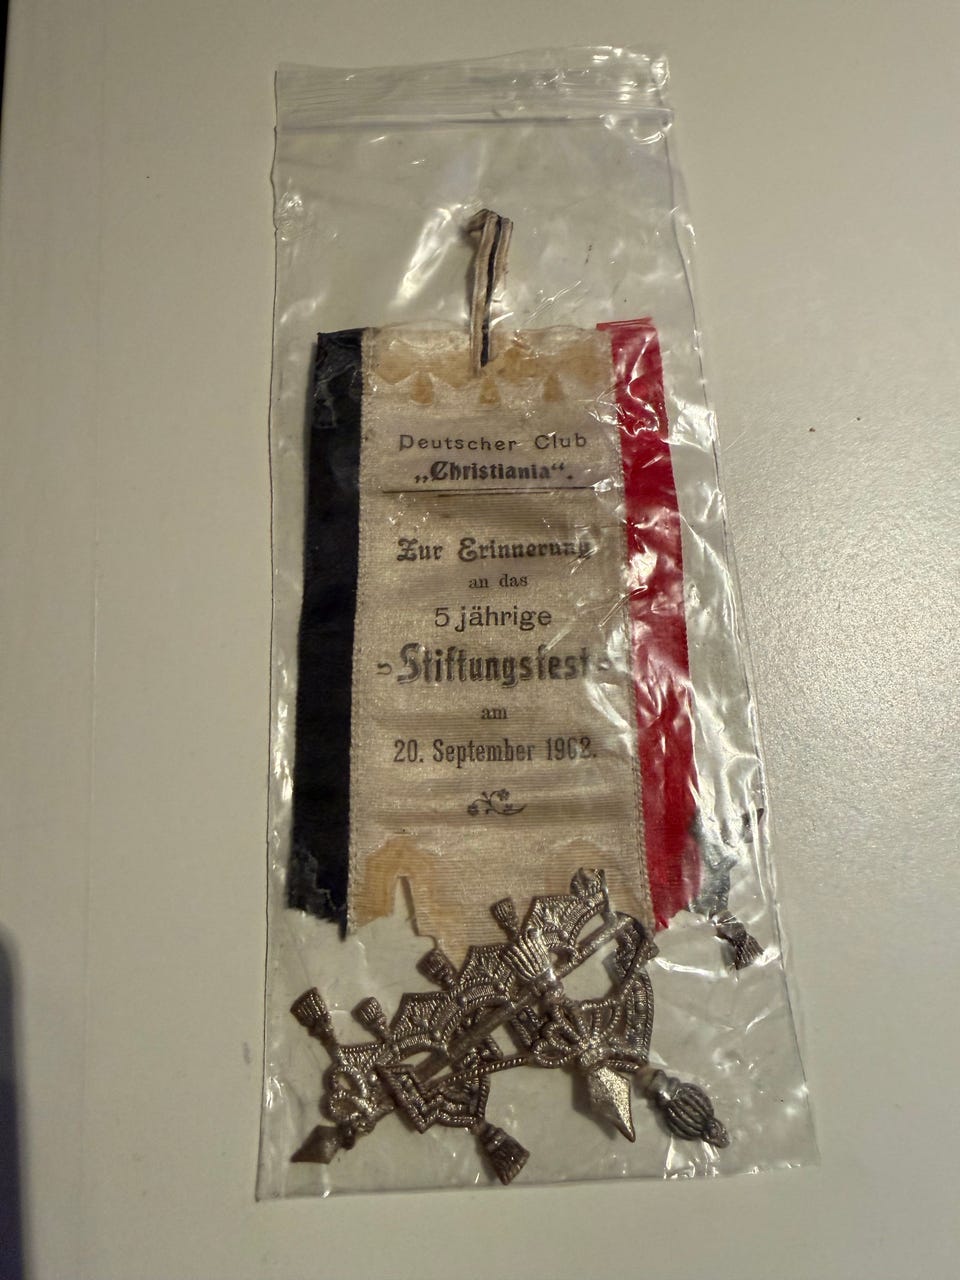 Deutscher Club
„Christiania“.
Zur Erinnerung
an das
5 jährige
Stiftungsfest
am
20. September 1902.